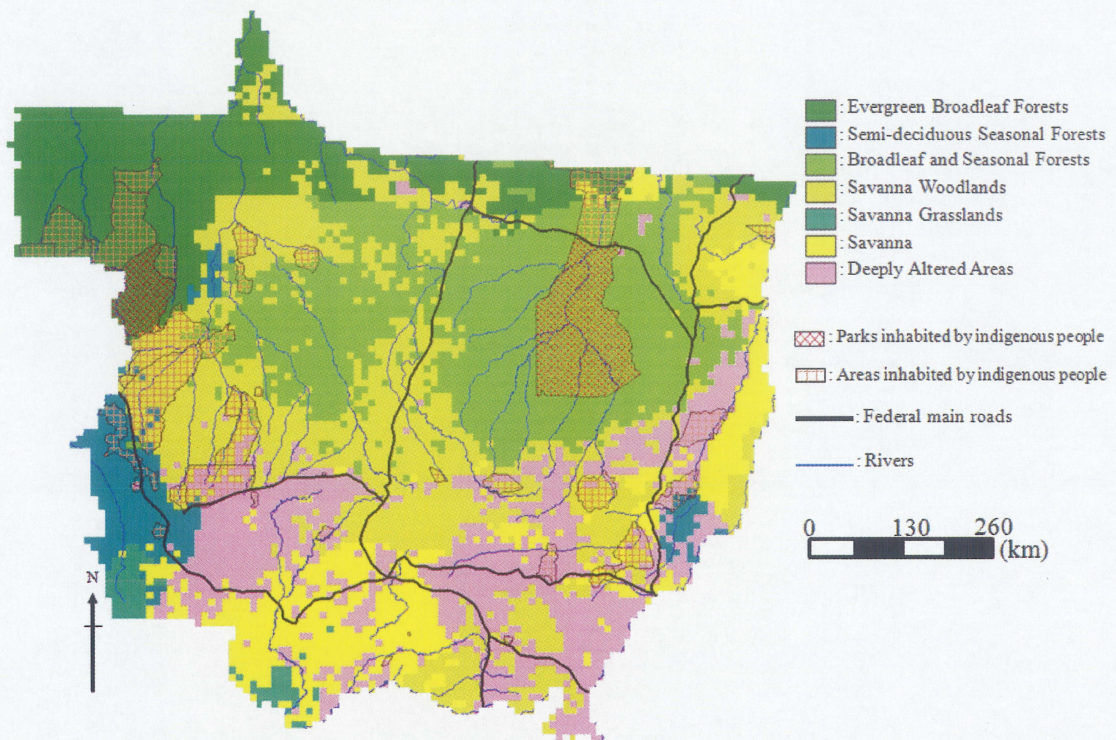 : Evergreen Broadleaf Forests
: Semi-deciduous Seasonal Forests
: Broadleaf and Seasonal Forests
: Savanna Woodlands
: Savanna Grasslands
: Savanna
: Deeply Altered Areas
: Parks inhabited by indigenous people
: Areas inhabited by indigenous people
: Federal main roads
: Rivers
0 130 260
(km)
N